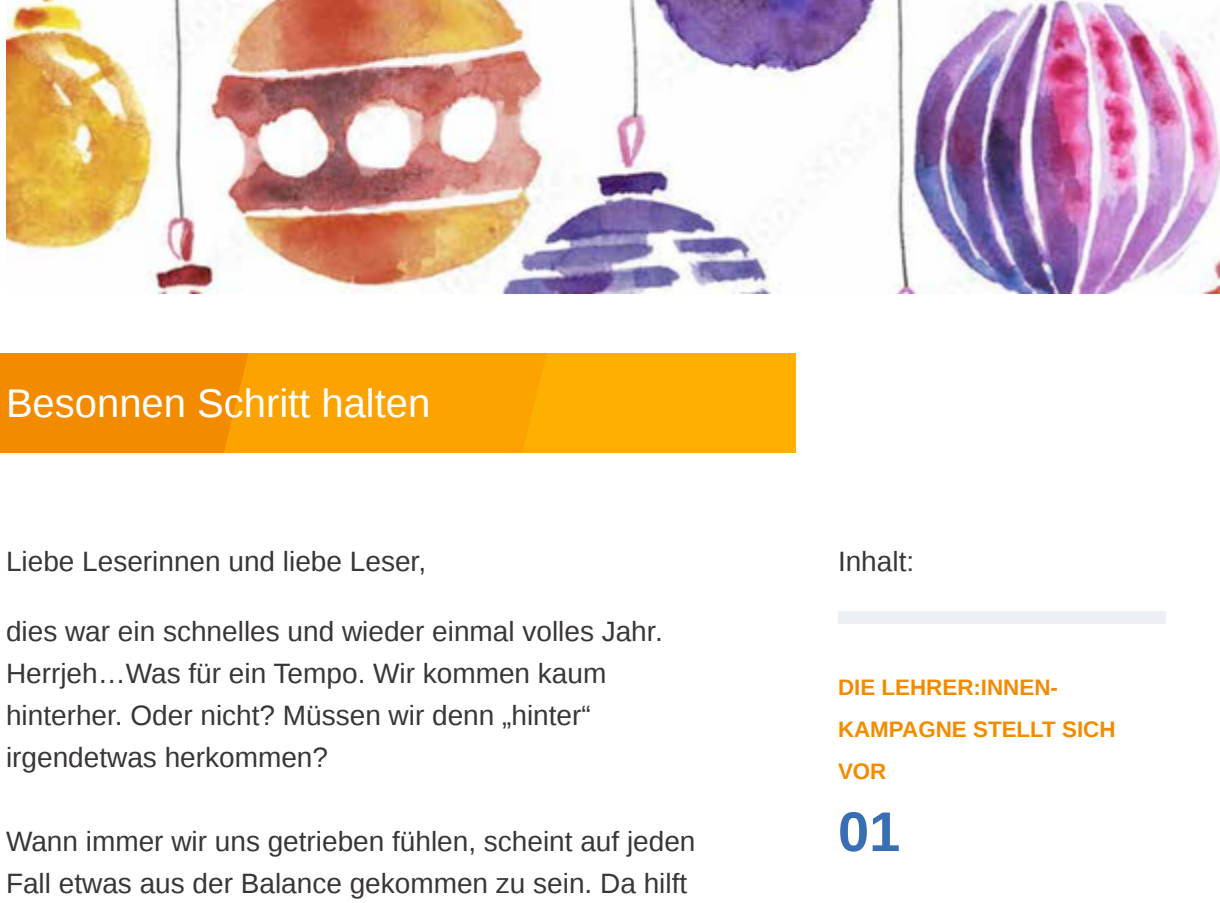 Besonnen Schritt halten
Liebe Leserinnen und liebe Leser,
dies war ein schnelles und wieder einmal volles Jahr.
Herrjeh…Was für ein Tempo. Wir kommen kaum
hinterher. Oder nicht? Müssen wir denn „hinter“
irgendetwas herkommen?
Wann immer wir uns getrieben fühlen, scheint auf jeden
Fall etwas aus der Balance gekommen zu sein. Da hilft
Inhalt:
DIE LEHRER:INNEN-
KAMPAGNE STELLT SICH
VOR
01